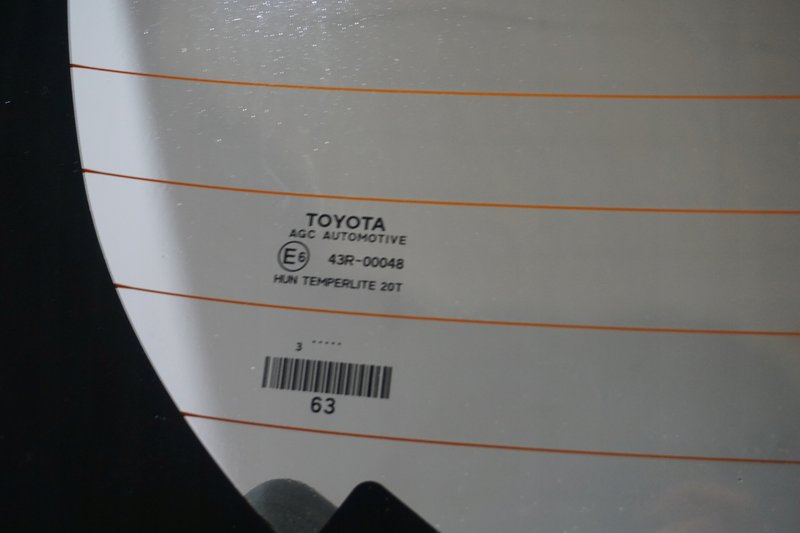 TOYOTA
AGC AUTOMOTIVE
E6 43R-00048
HUN TEMPERLITE 20T
3 .....
63